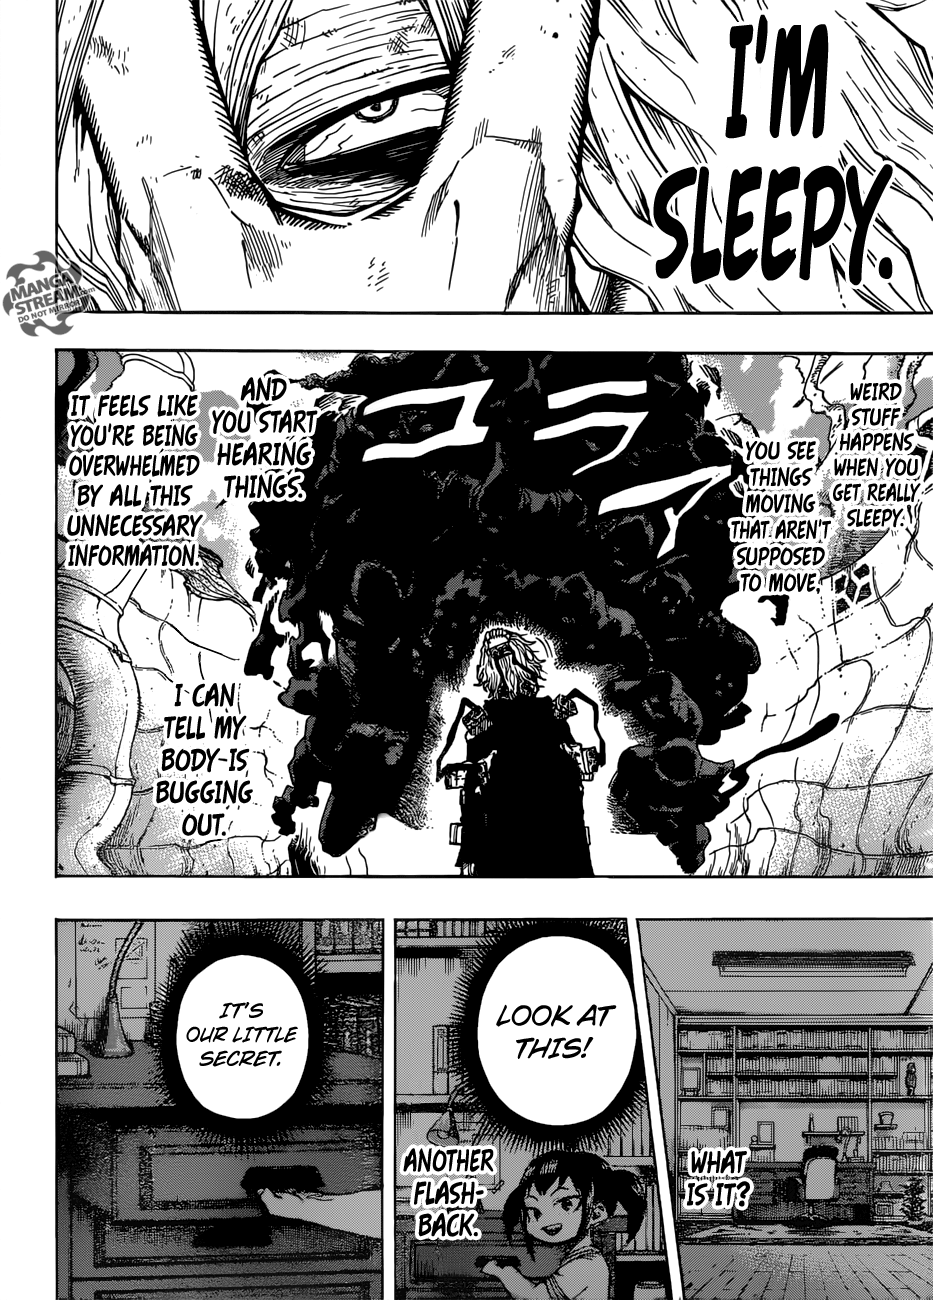 I'M
SLEEPY.
MANGA
STREAM.com
DO NOT MIRROR
WEIRD
STUFF
HAPPENS
WHEN YOU
GET REALLY
SLEEPY.
YOU SEE
THINGS
MOVING
THAT AREN'T
SUPPOSED
TO MOVE,
コラァ
AND
YOU START
HEARING
THINGS.
IT FEELS LIKE
YOU'RE BEING
OVERWHELMED
BY ALL THIS
UNNECESSARY
INFORMATION.
I CAN
TELL MY
BODY IS
BUGGING
OUT.
WHAT
IS IT?
LOOK AT
THIS!
ANOTHER
FLASH-
BACK.
IT'S
OUR LITTLE
SECRET.